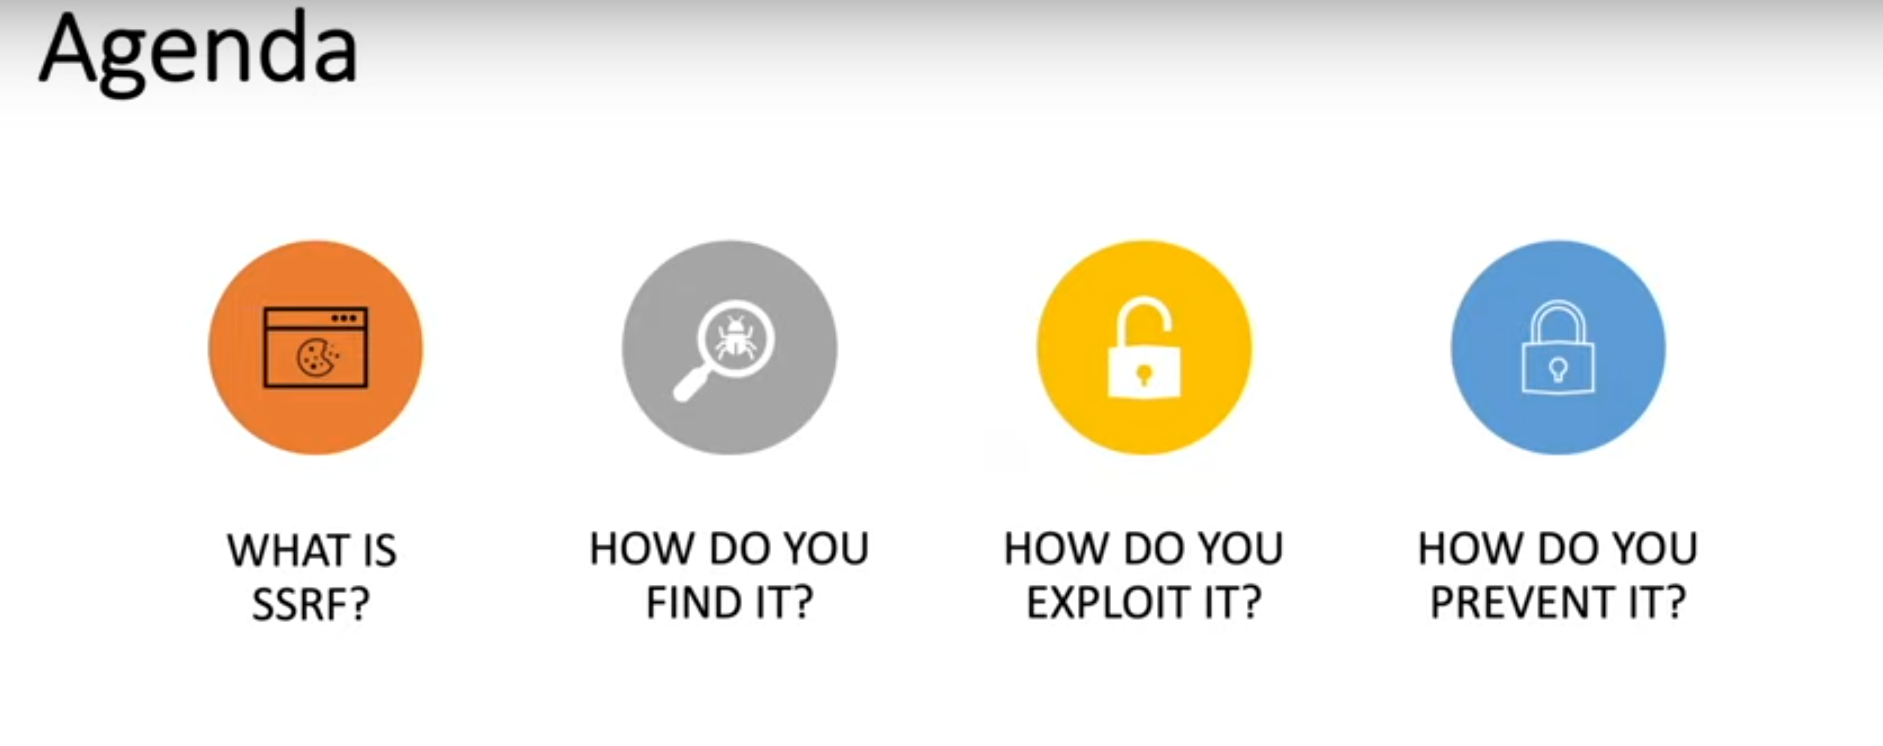 Agenda
WHAT IS
SSRF?
HOW DO YOU
FIND IT?
HOW DO YOU
EXPLOIT IT?
HOW DO YOU
PREVENT IT?